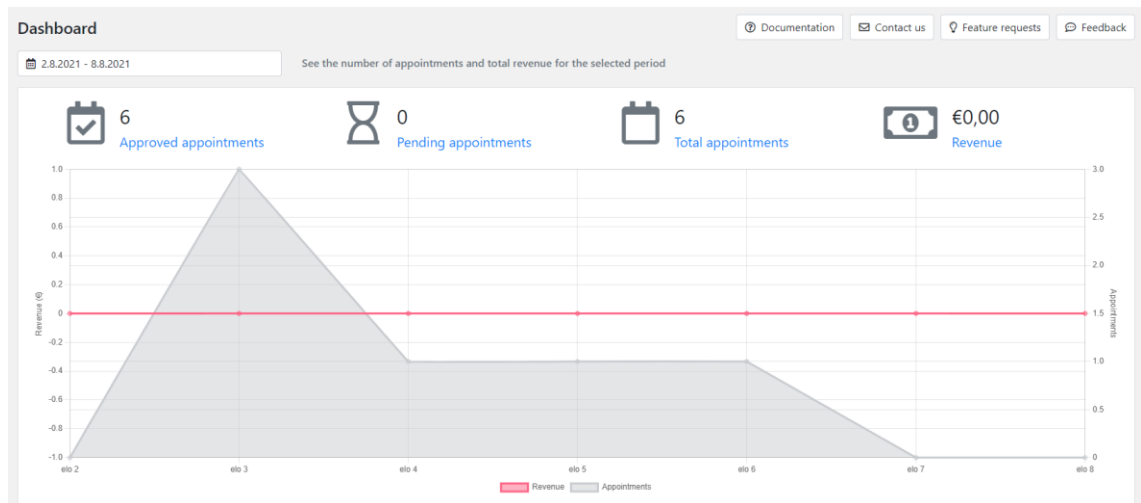 Dashboard
Documentation
Contact us
Feature requests
Feedback
2.8.2021 - 8.8.2021
See the number of appointments and total revenue for the selected period
6
Approved appointments
0
Pending appointments
6
Total appointments
1
€0,00
Revenue
1.0
0.8
0.6
0.4
0.2
0
-0.2
-0.4
-0.6
-0.8
-1.0
Revenue (€)
3.0
2.5
2.0
1.5
1.0
0.5
0
Appointments
elo 2
elo 3
elo 4
elo 5
elo 6
elo 7
elo 8
Revenue
Appointments